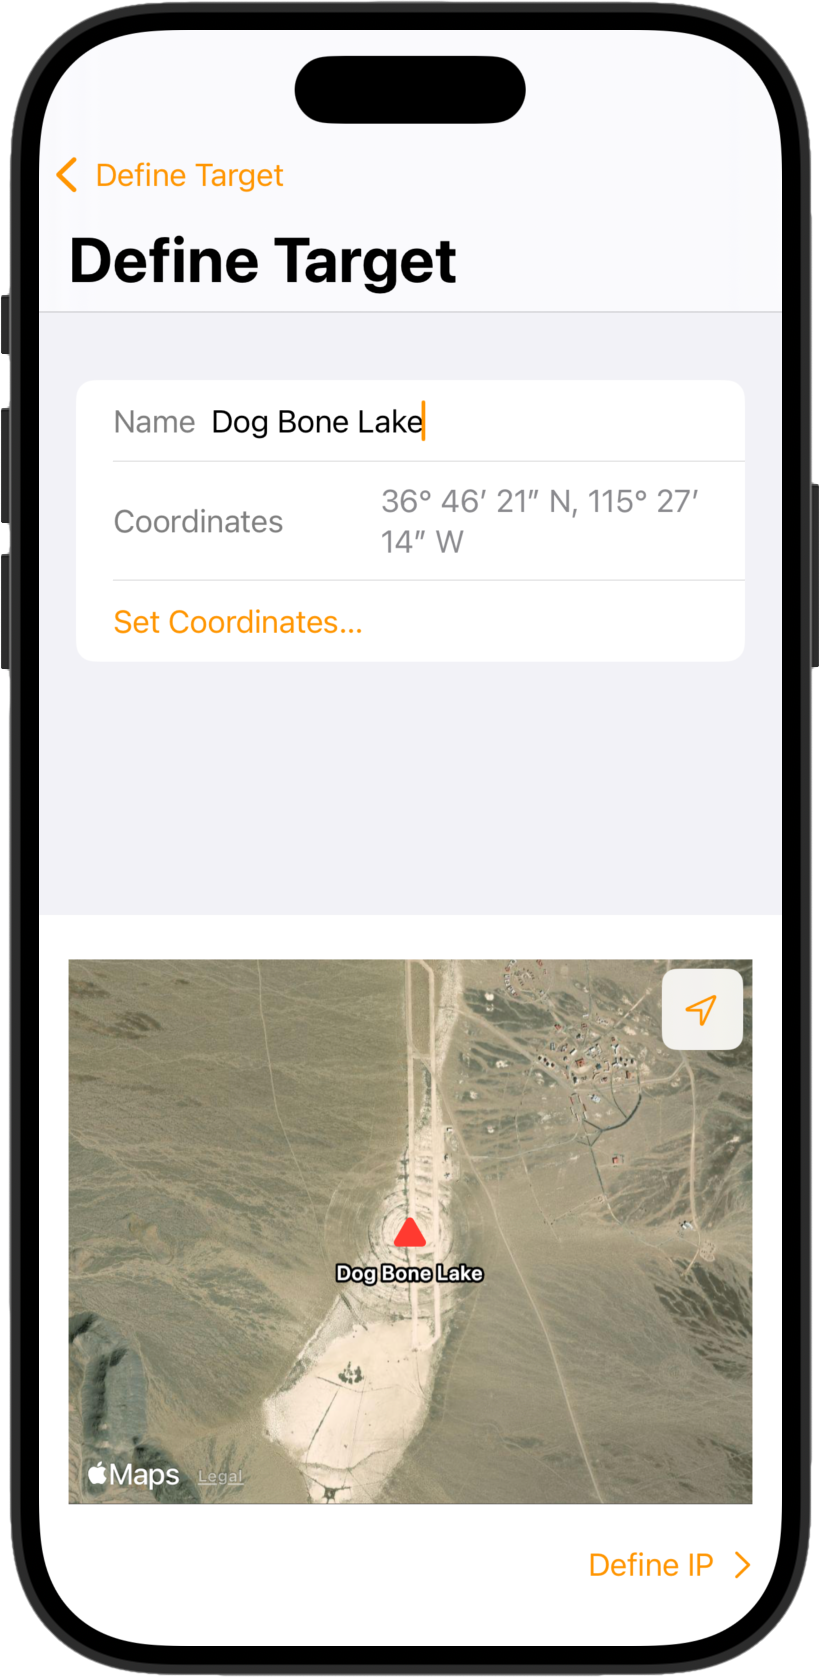 Define Target
Define Target
Name Dog Bone Lake
Coordinates 36° 46′ 21″ N, 115° 27′
14″ W
Set Coordinates...
Dog Bone Lake
Maps Legal
Define IP